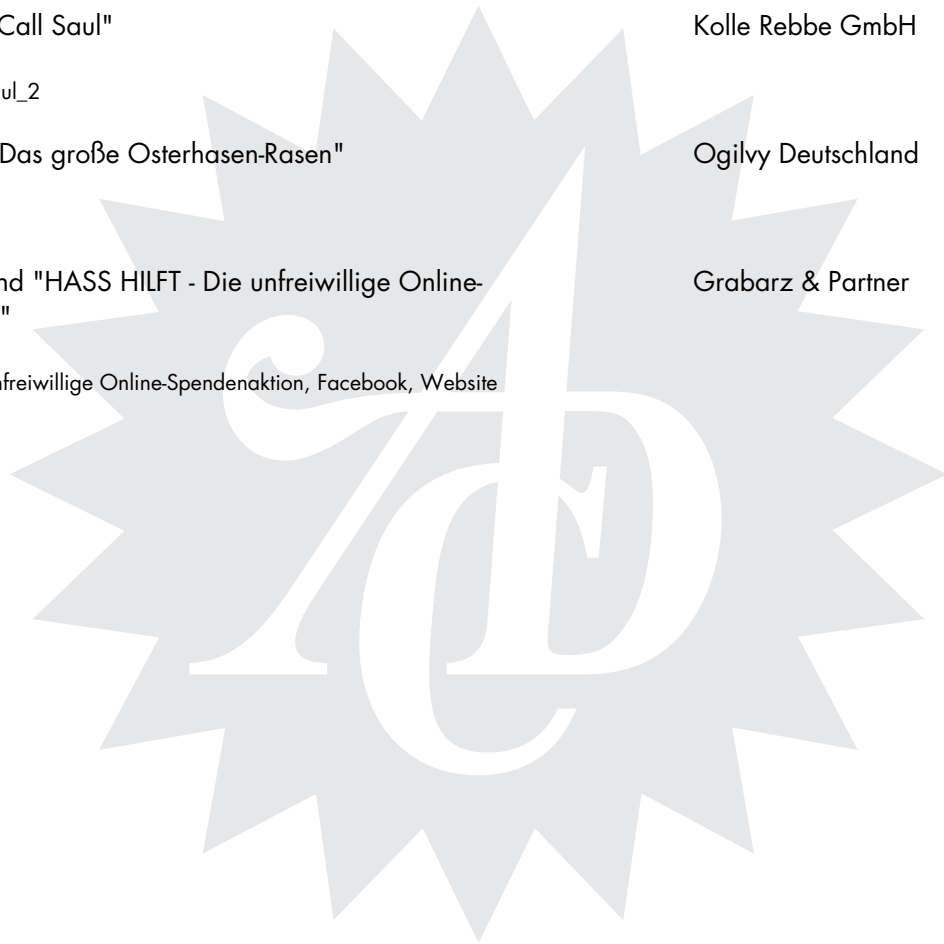 Call Saul" Kolle Rebbe GmbH
ul_2
Das große Osterhasen-Rasen" Ogilvy Deutschland
nd "HASS HILFT - Die unfreiwillige Online- Grabarz & Partner
"
nfreiwillige Online-Spendenaktion, Facebook, Website
ADC